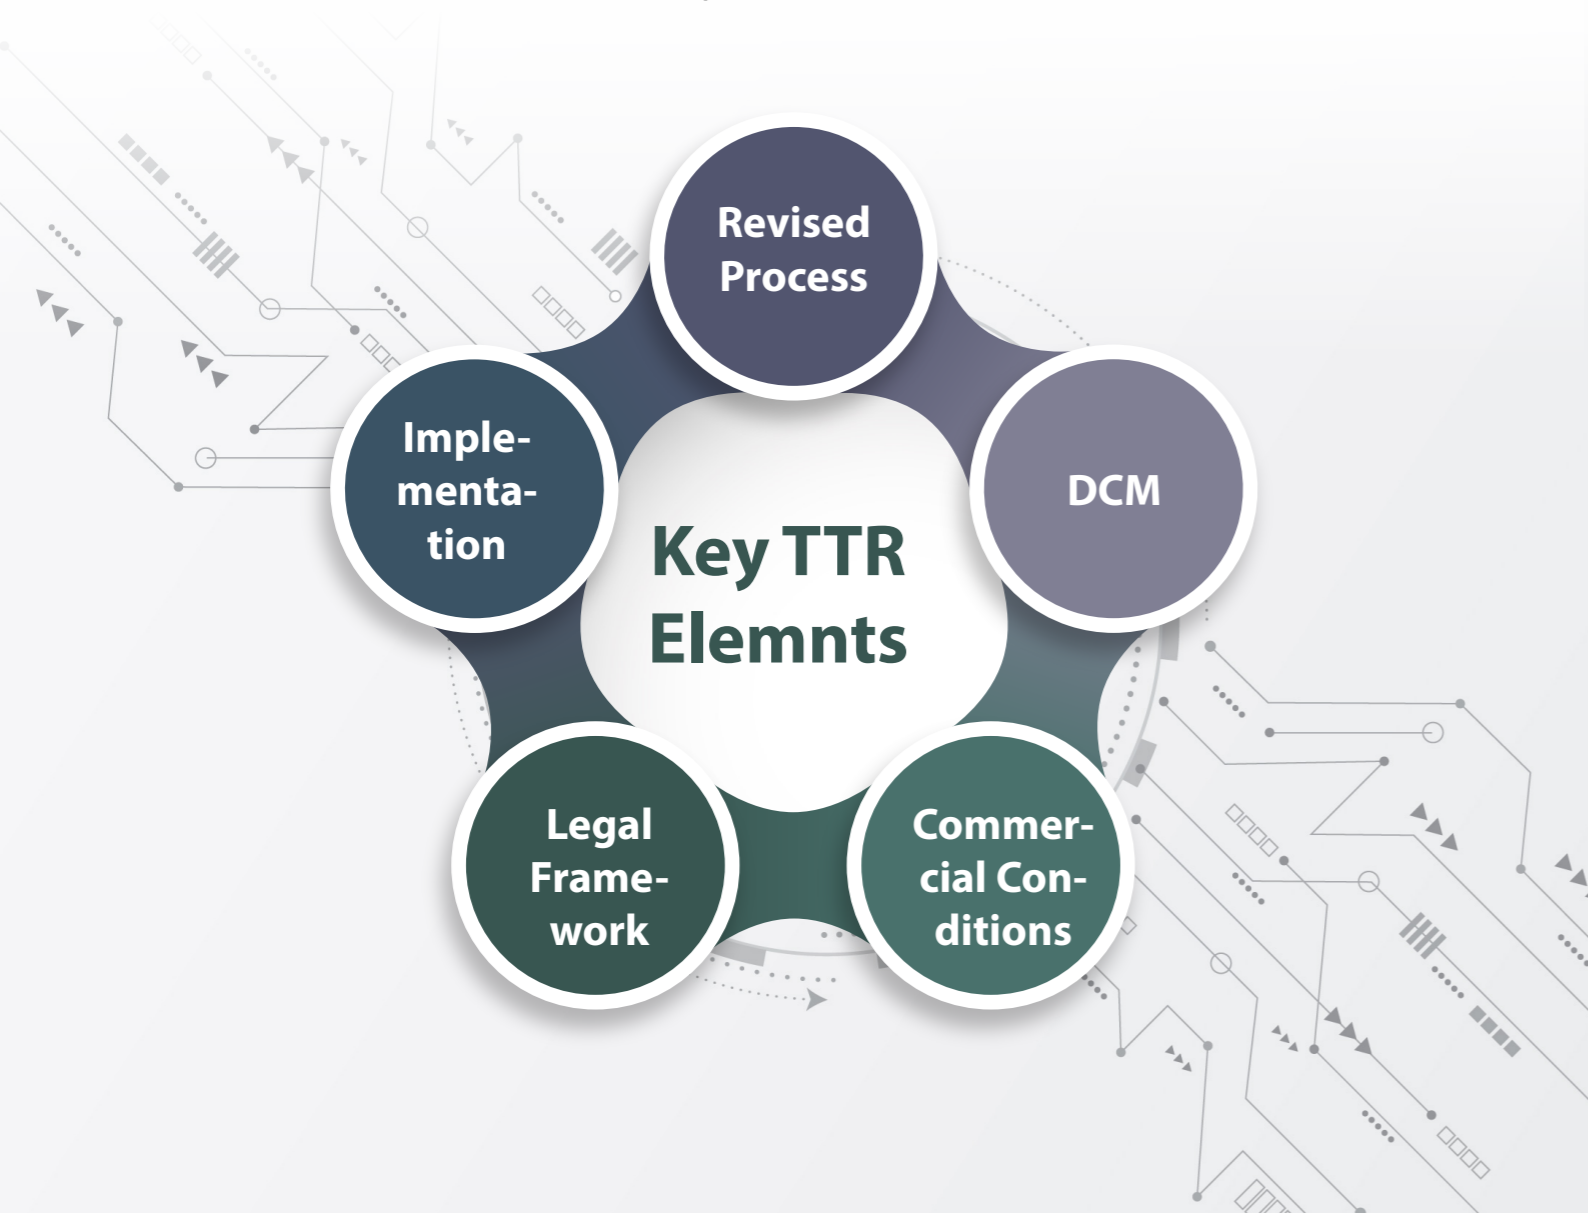 Revised
Process
Imple-
menta-
tion
DCM
Key TTR
Elemnts
Legal
Frame-
work
Commer-
cial Con-
ditions